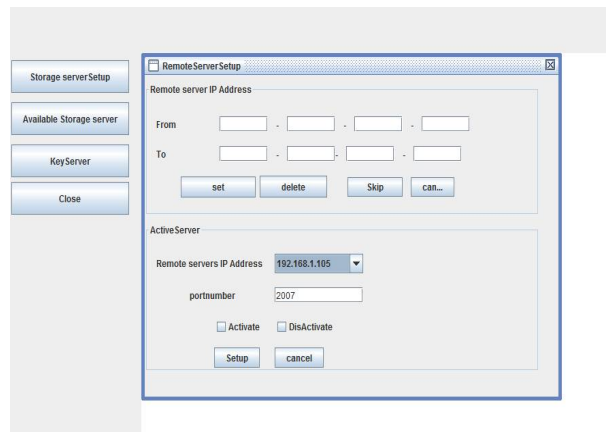 Storage serverSetup
Available Storage server
KeyServer
Close
RemoteServerSetup
Remote server IP Address
From - - -
To - - -
set delete Skip can...
ActiveServer
Remote servers IP Address 192.168.1.105
portnumber 2007
Activate DisActivate
Setup cancel